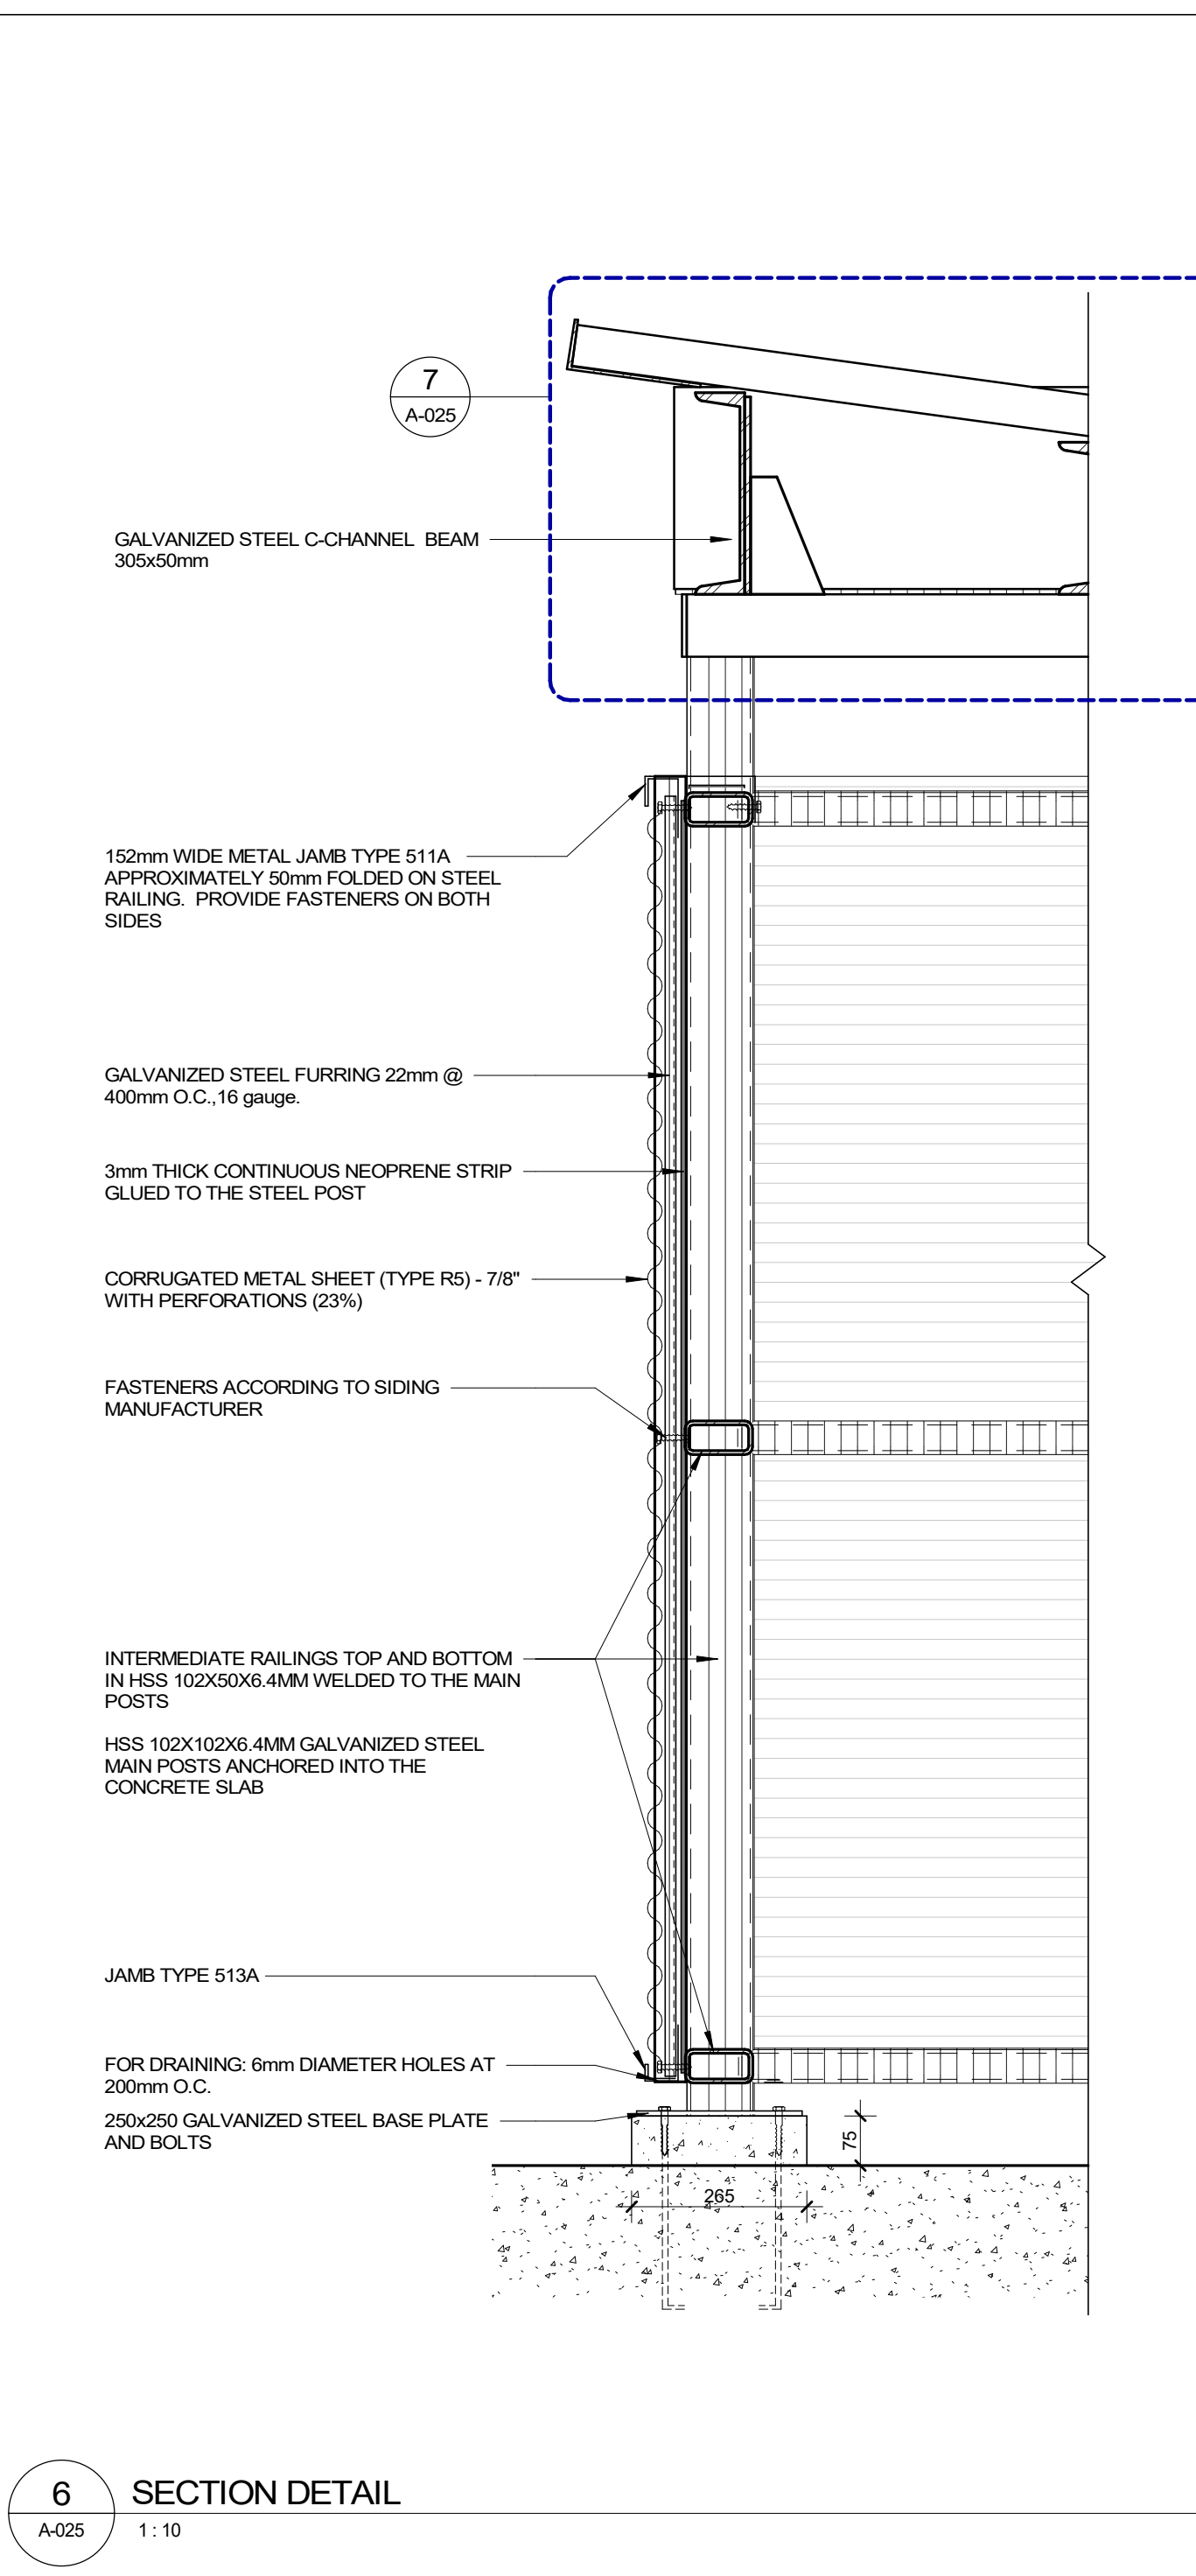 7
A-025
GALVANIZED STEEL C-CHANNEL BEAM
305x50mm
152mm WIDE METAL JAMB TYPE 511A
APPROXIMATELY 50mm FOLDED ON STEEL
RAILING. PROVIDE FASTENERS ON BOTH
SIDES
GALVANIZED STEEL FURRING 22mm @
400mm O.C.,16 gauge.
3mm THICK CONTINUOUS NEOPRENE STRIP
GLUED TO THE STEEL POST
CORRUGATED METAL SHEET (TYPE R5) - 7/8"
WITH PERFORATIONS (23%)
FASTENERS ACCORDING TO SIDING
MANUFACTURER
INTERMEDIATE RAILINGS TOP AND BOTTOM
IN HSS 102X50X6.4MM WELDED TO THE MAIN
POSTS
HSS 102X102X6.4MM GALVANIZED STEEL
MAIN POSTS ANCHORED INTO THE
CONCRETE SLAB
JAMB TYPE 513A
FOR DRAINING: 6mm DIAMETER HOLES AT
200mm O.C.
250x250 GALVANIZED STEEL BASE PLATE
AND BOLTS
75
265
6
A-025
SECTION DETAIL
1 : 10